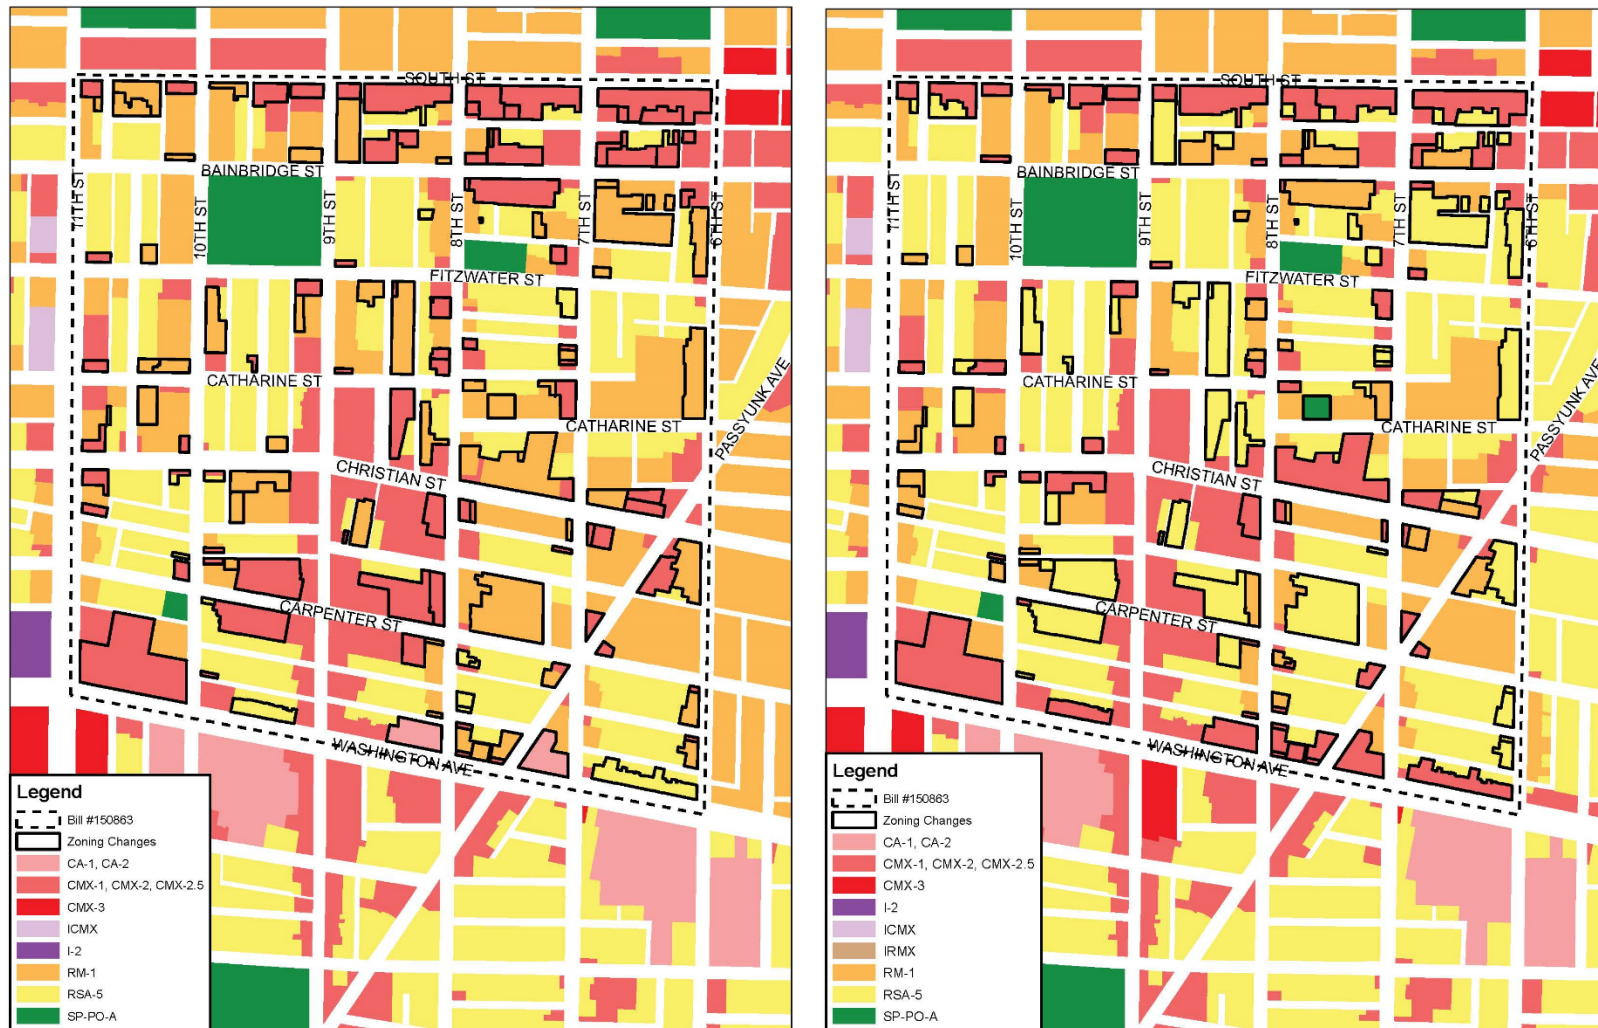 SOUTH ST
BAINBRIDGE ST
11TH ST
10TH ST
9TH ST
8TH ST
7TH ST
6TH ST
FITZWATER ST
CATHARINE ST
CATHARINE ST
PASSYUNK AVE
CHRISTIAN ST
CARPENTER ST
WASHINGTON AVE
Legend
Bill #150863
Zoning Changes
CA-1, CA-2
CMX-1, CMX-2, CMX-2.5
CMX-3
ICMX
I-2
RM-1
RSA-5
SP-PO-A
SOUTH ST
BAINBRIDGE ST
11TH ST
10TH ST
9TH ST
8TH ST
7TH ST
6TH ST
FITZWATER ST
CATHARINE ST
CATHARINE ST
PASSYUNK AVE
CHRISTIAN ST
CARPENTER ST
WASHINGTON AVE
Legend
Bill #150863
Zoning Changes
CA-1, CA-2
CMX-1, CMX-2, CMX-2.5
CMX-3
I-2
ICMX
IRMX
RM-1
RSA-5
SP-PO-A